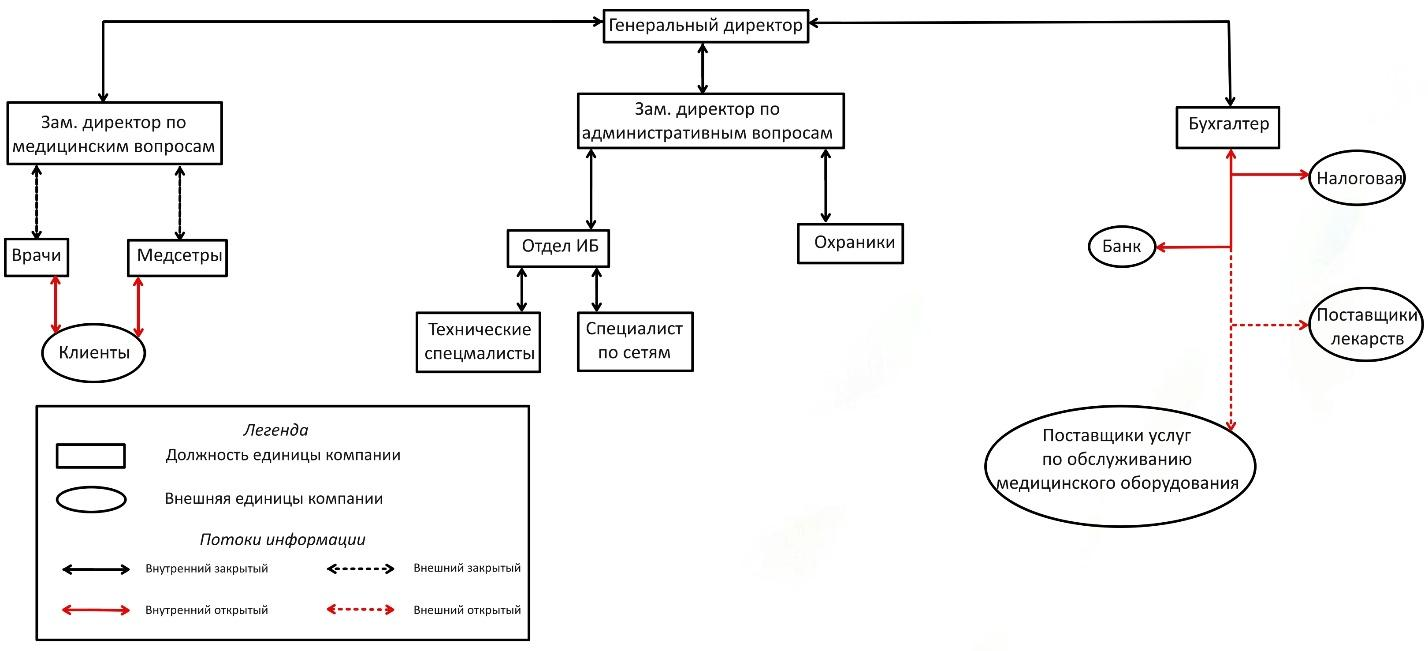 Генеральный директор
Зам. директор по
медицинским вопросам
Зам. директор по
административным вопросам
Бухгалтер
Налоговая
Врачи
Медсетры
Отдел ИБ
Охраники
Банк
Клиенты
Технические
спецмалисты
Специалист
по сетям
Поставщики
лекарств
Поставщики услуг
по обслуживанию
медицинского оборудования
Легенда
Должность единицы компании
Внешняя единицы компании
Потоки информации
Внутренний закрытый
Внешний закрытый
Внутренний открытый
Внешний открытый